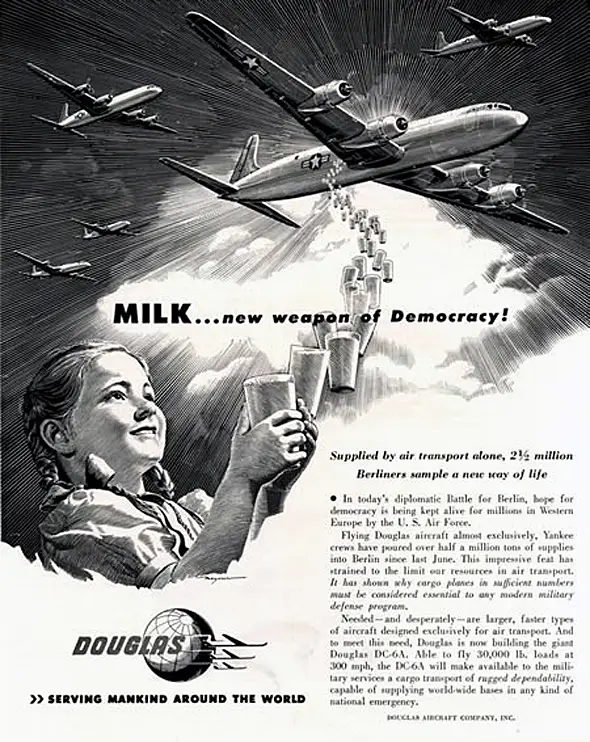 MILK...new weapon of Democracy!
Supplied by air transport alone, 2½ million
Berliners sample a new way of life
• In today's diplomatic Battle for Berlin, hope for
democracy is being kept alive for millions in Western
Europe by the U. S. Air Force.
Flying Douglas aircraft almost exclusively, Yankee
crews have poured over half a million tons of supplies
into Berlin since last June. This impressive feat has
strained to the limit our resources in air transport.
It has shown why cargo planes in sufficient numbers
must be considered essential to any modern military
defense program.
Needed—and desperately—are larger, faster types
of aircraft designed exclusively for air transport. And
to meet this need, Douglas is now building the giant
Douglas DC-6A. Able to fly 30,000 lb. loads at
300 mph, the DC-6A will make available to the mili-
tary services a cargo transport of rugged dependability,
capable of supplying world-wide bases in any kind of
national emergency.
DOUGLAS AIRCRAFT COMPANY, INC.
DOUGLAS
>> SERVING MANKIND AROUND THE WORLD